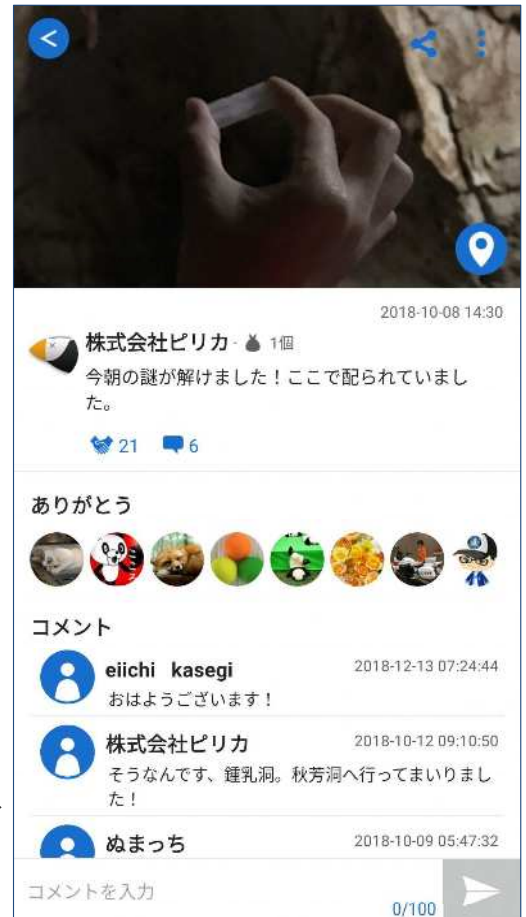 2018-10-08 14:30
株式会社ピリカ · 1個
今朝の謎が解けました！ここで配られていまし
た。
21 6
ありがとう
コメント
eiichi kasegi 2018-12-13 07:24:44
おはようございます！
株式会社ピリカ 2018-10-12 09:10:50
そうなんです、鍾乳洞。秋芳洞へ行ってまいりまし
た！
ぬまっち 2018-10-09 05:47:32
コメントを入力
0/100